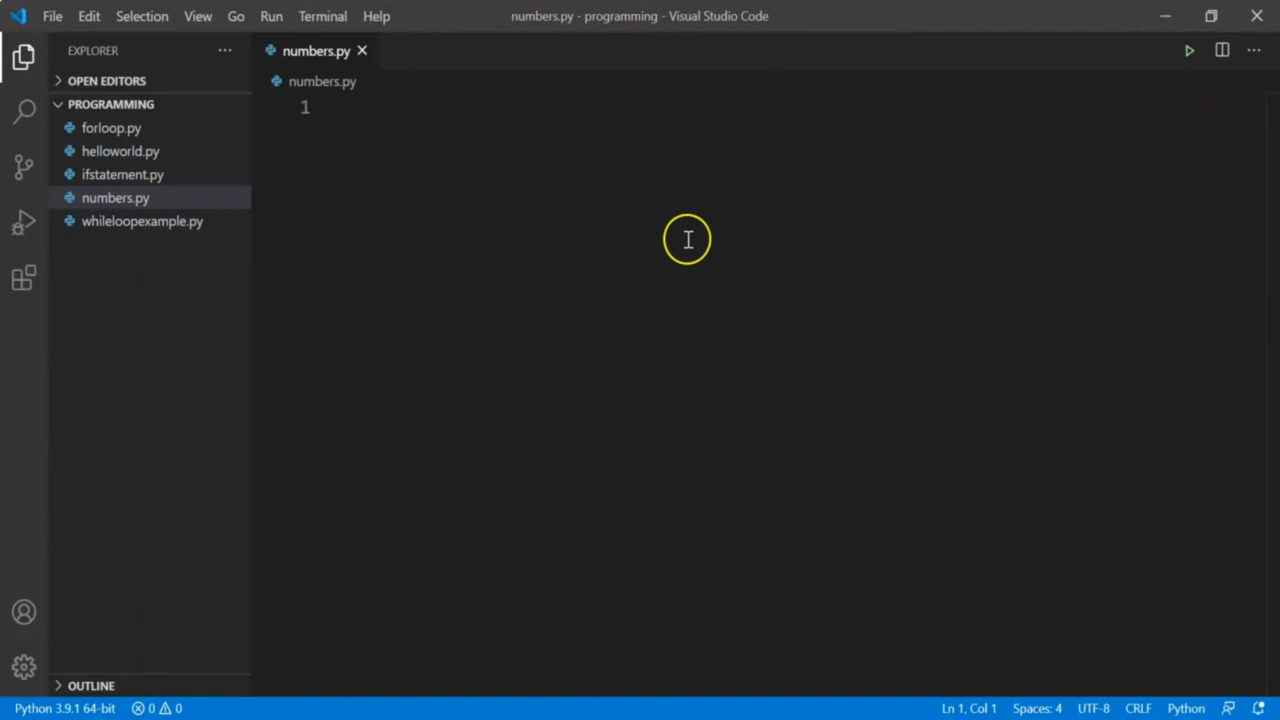 File Edit Selection View Go Run Terminal Help numbers.py - programming - Visual Studio Code
EXPLORER
OPEN EDITORS
PROGRAMMING
forloop.py
helloworld.py
ifstatement.py
numbers.py
whileloopexample.py
OUTLINE
numbers.py
numbers.py
1
Python 3.9.1 64-bit 0 0 Ln 1, Col 1 Spaces: 4 UTF-8 CRLF Python